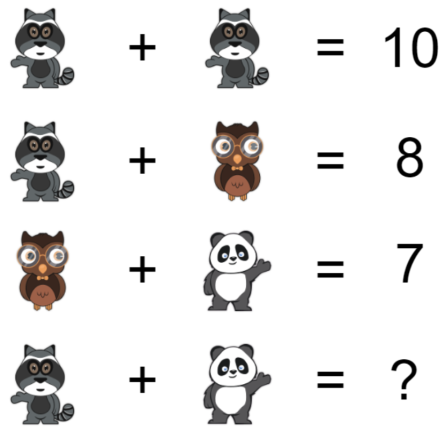 + = 10
+ = 8
+ = 7
+ = ?